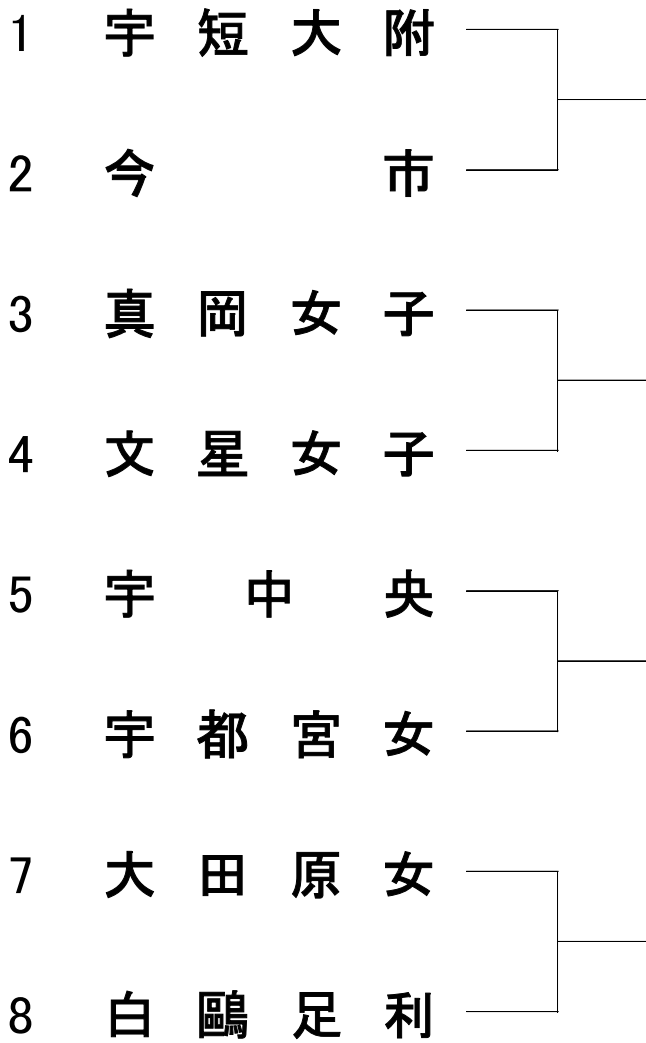 1 宇短大附
2 今市
3 真岡女子
4 文星女子
5 宇中央
6 宇都宮女
7 大田原女
8 白鷗足利